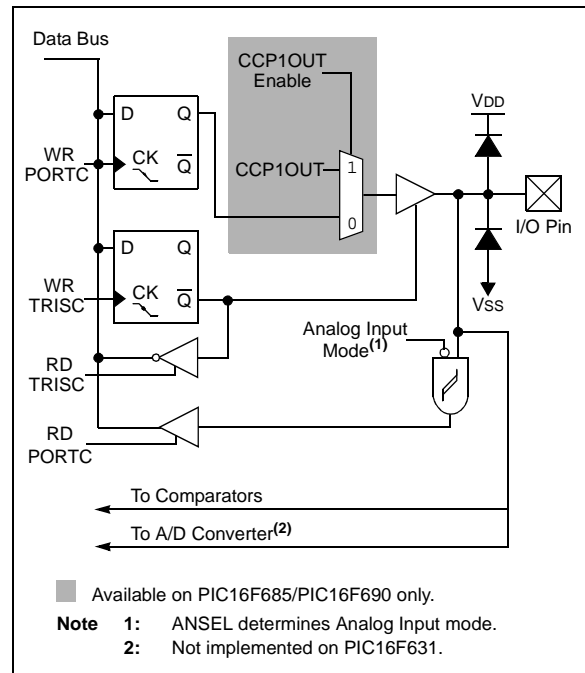 Data Bus
CCP1OUT
Enable
VDD
D Q
WR
PORTC
CK Q
CCP1OUT
1
0
I/O Pin
D Q
WR
TRISC
CK Q
VSS
Analog Input
Mode(1)
RD
TRISC
RD
PORTC
To Comparators
To A/D Converter(2)
Available on PIC16F685/PIC16F690 only.
Note 1: ANSEL determines Analog Input mode.
2: Not implemented on PIC16F631.